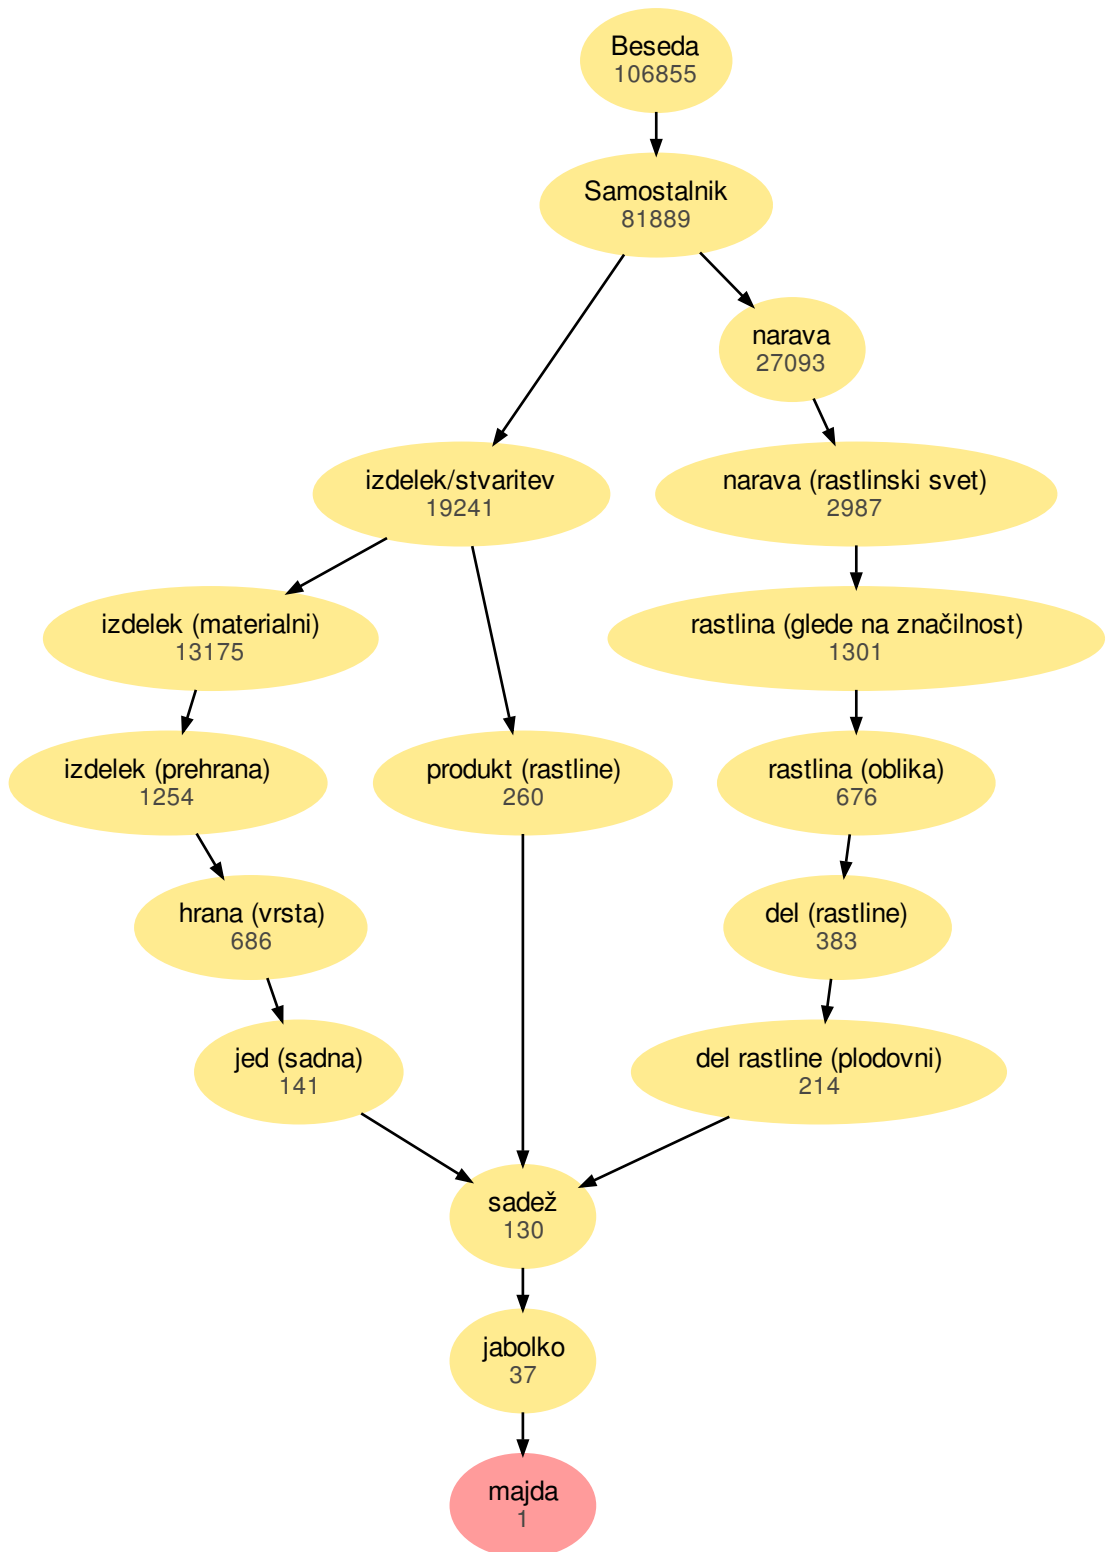 Beseda
106855
Samostalnik
81889
narava
27093
izdelek/stvaritev
19241
narava (rastlinski svet)
2987
izdelek (materialni)
13175
rastlina (glede na značilnost)
1301
izdelek (prehrana)
1254
produkt (rastline)
260
rastlina (oblika)
676
hrana (vrsta)
686
del (rastline)
383
jed (sadna)
141
del rastline (plodovni)
214
sadež
130
jabolko
37
majda
1